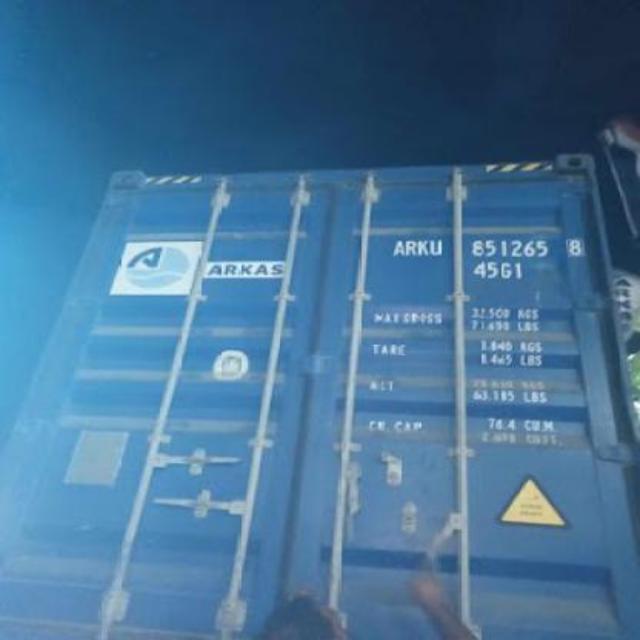 ARKAS
ARKU 851265 8
45G1
MAX GROSS 32.500 KGS
71.650 LBS
TARE 3.840 KGS
8.465 LBS
63.185 LBS
CU.CAP. 76.4 CU.M.